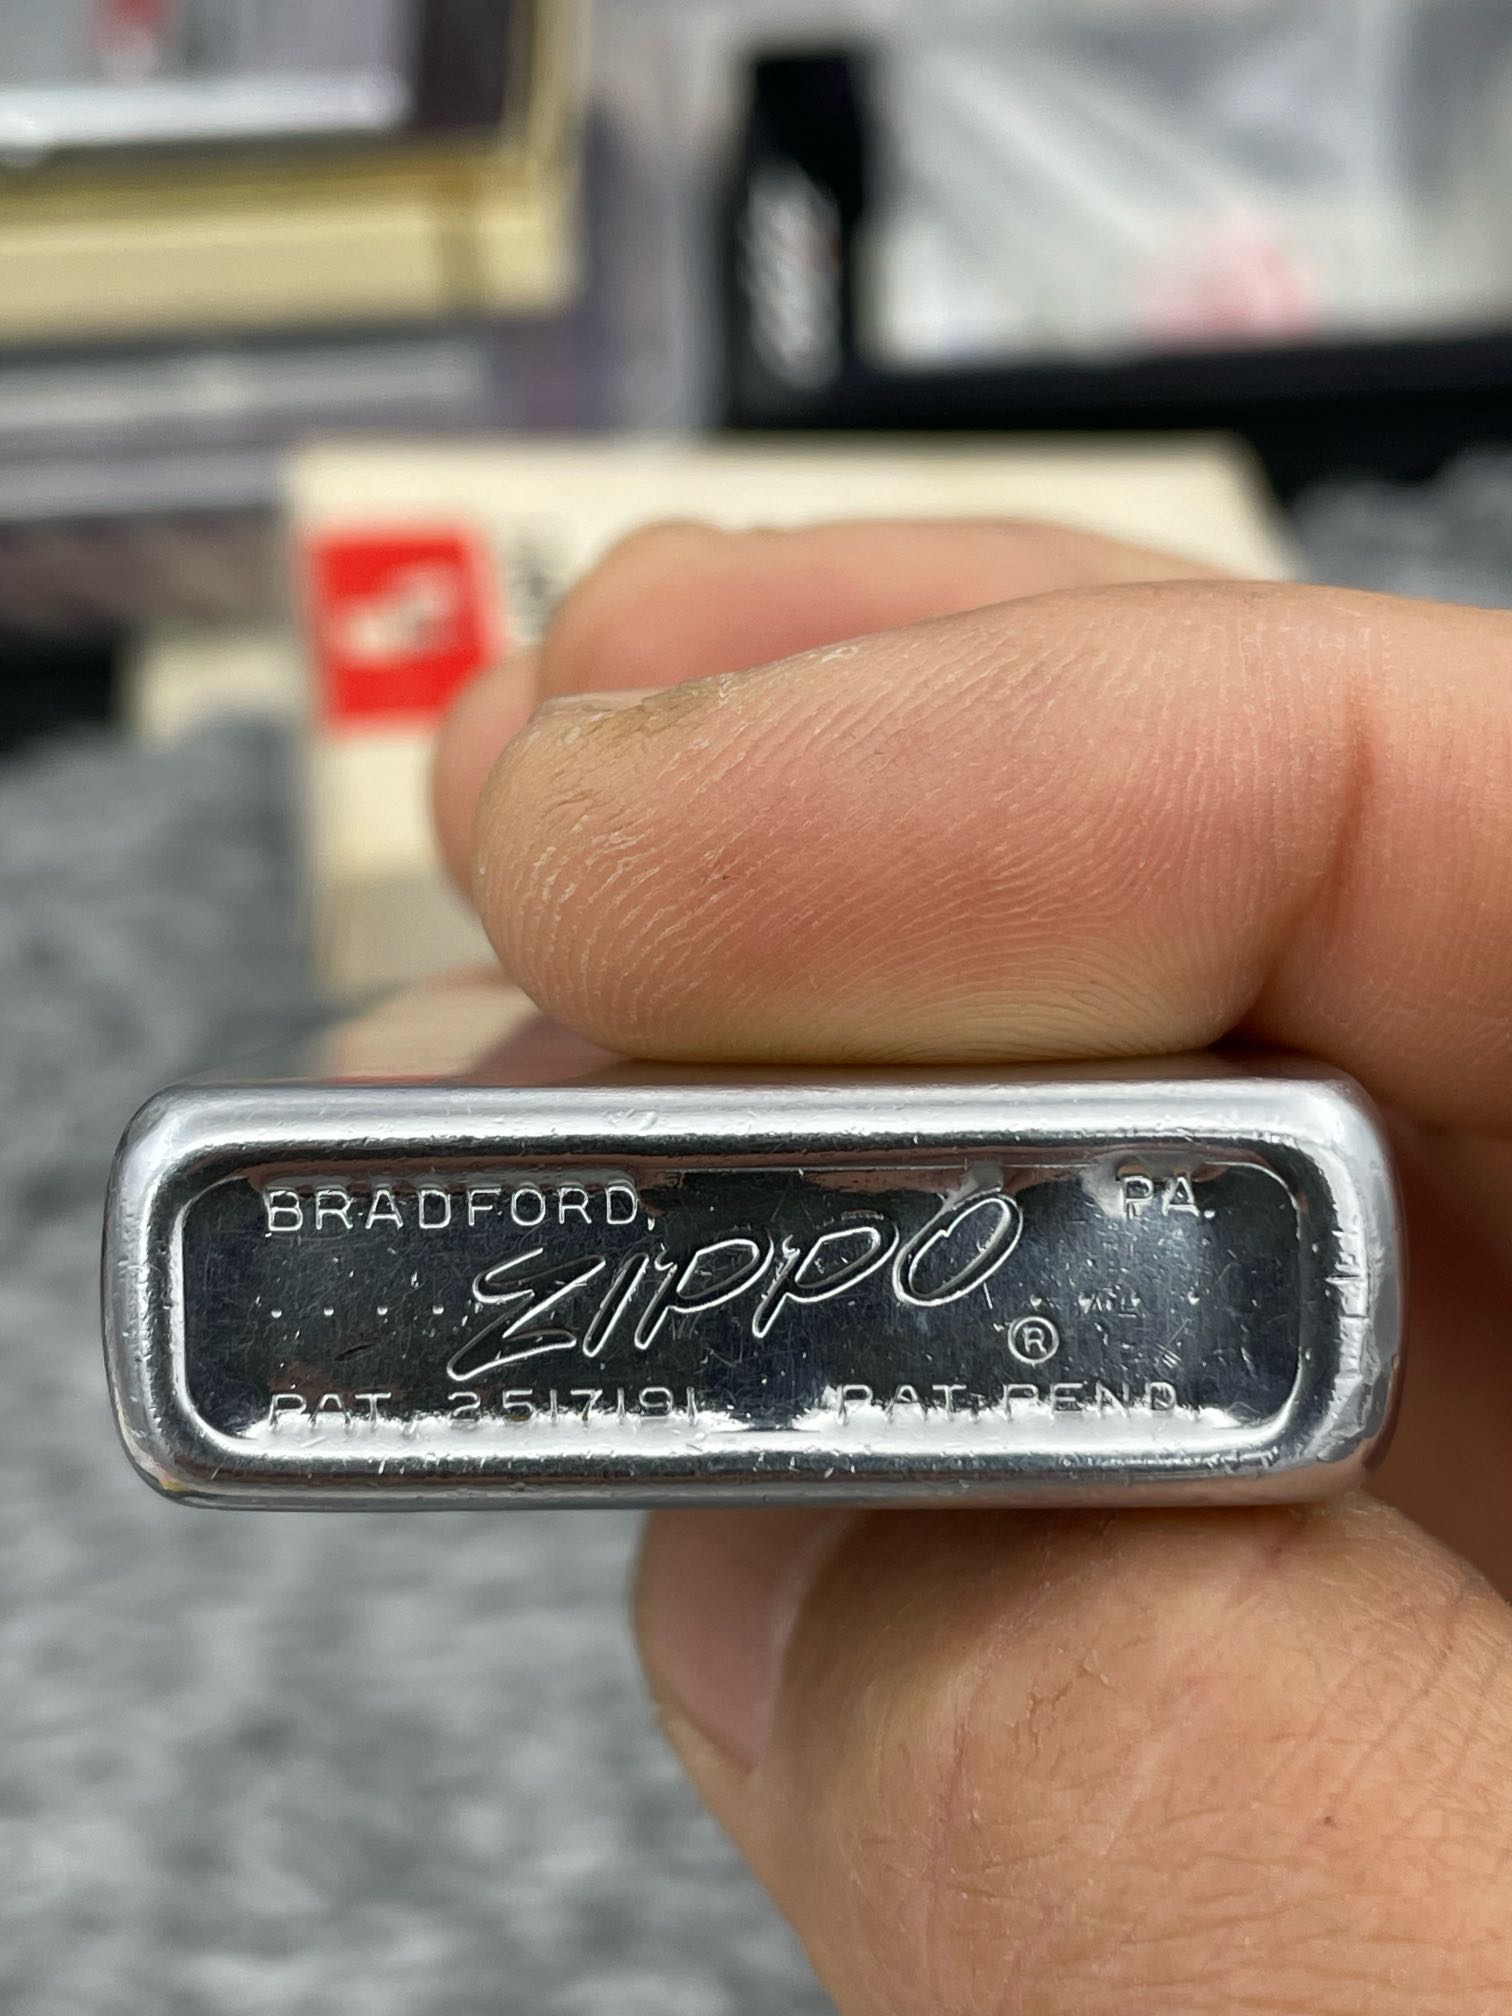 BRADFORD, PA.
ZIPPO
®
PAT. 2517191 PAT. PEND.